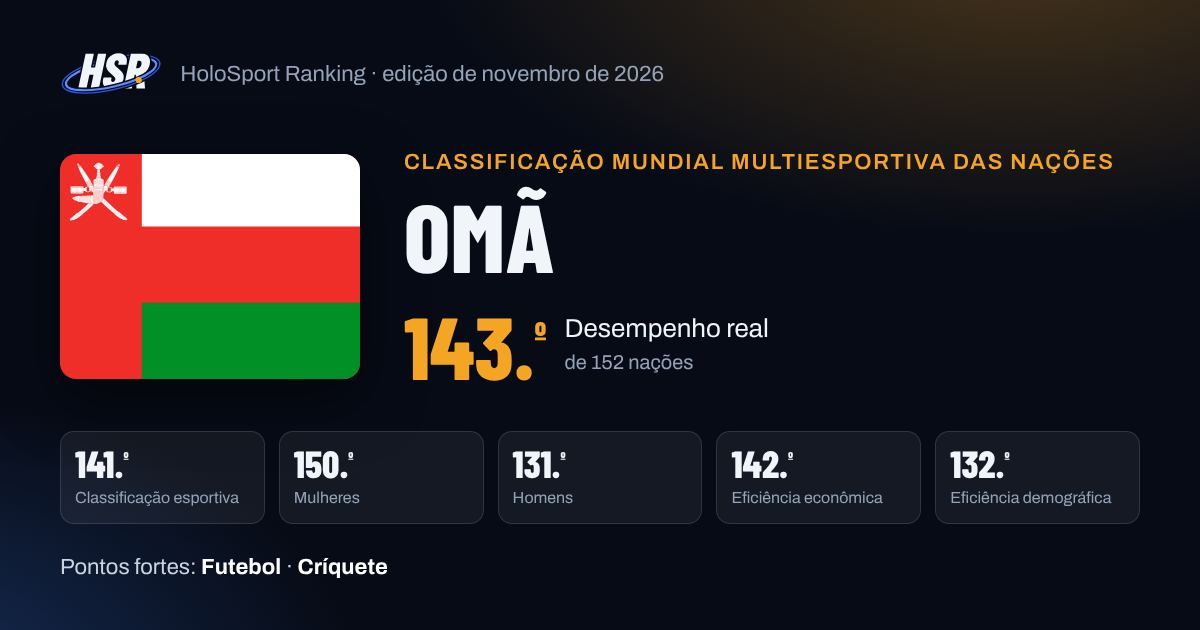 HSR HoloSport Ranking · edição de novembro de 2026
CLASSIFICAÇÃO MUNDIAL MULTIESPORTIVA DAS NAÇÕES
OMÃ
143.º Desempenho real
de 152 nações
141.º
Classificação esportiva
150.º
Mulheres
131.º
Homens
142.º
Eficiência econômica
132.º
Eficiência demográfica
Pontos fortes: Futebol · Críquete